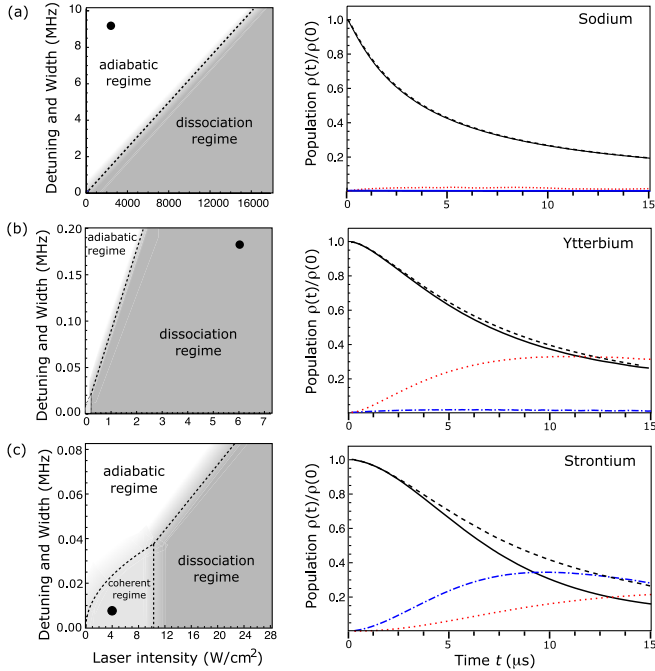 (a)
Detuning and Width (MHz)
10
8
6
4
2
0
adiabatic
regime
dissociation
regime
0 4000 8000 12000 16000
Population ρ(t)/ρ(0)
1.0
0.8
0.6
0.4
0.2
Sodium
0 5 10 15
(b)
Detuning and Width (MHz)
0.20
0.15
0.10
0.05
0.00
adiabatic
regime
dissociation
regime
0 1 2 3 4 5 6 7
Population ρ(t)/ρ(0)
1.0
0.8
0.6
0.4
0.2
Ytterbium
0 5 10 15
(c)
Detuning and Width (MHz)
0.08
0.06
0.04
0.02
0.00
adiabatic
regime
coherent
regime
dissociation
regime
0 4 8 12 16 20 24 28
Laser intensity (W/cm²)
Population ρ(t)/ρ(0)
1.0
0.8
0.6
0.4
0.2
Strontium
0 5 10 15
Time t (μs)